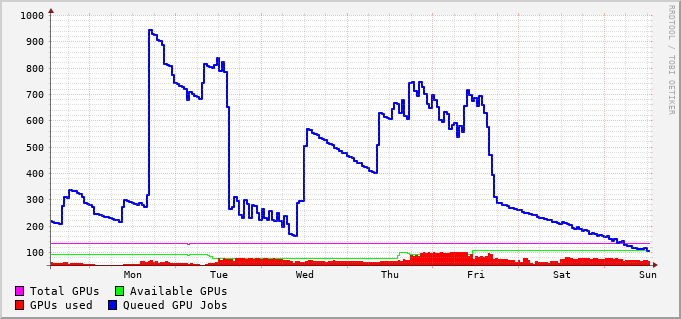 1000
900
800
700
600
500
400
300
200
100
Mon Tue Wed Thu Fri Sat Sun
Total GPUs Available GPUs
GPUs used Queued GPU Jobs
RRDTOOL / TOBI OETIKER